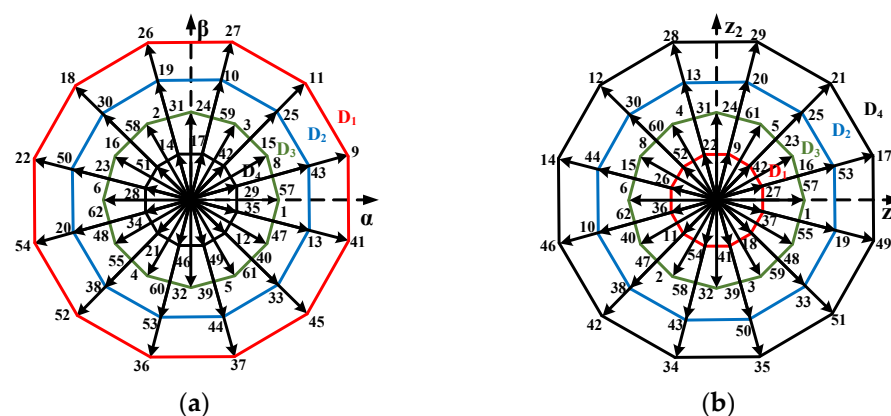 β
26 27
18 19 10 11
30 31 24 25 D₁
2 59 3 D₂
58 17 15
16 14 42 8 D₃
22 50 23 51 D₄ 43 9
6 28 29 57
62 34 35 1 α
54 20 48 21 12 47 13 41
55 46 49 40
4 61
38 60 32 39 5 33
52 53 44 45
36 37
(a)
z₂
28 29
12 13 20 21
30 31 24 25 D₄
4 61 5 D₂
60 22 9 23
8 52 42 16 D₃
14 44 15 26 D₁ 53 17
6 27 57
62 36 37 1 z
46 10 40 11 18 55 19 49
47 54 41 48
2 59
38 58 32 39 3 33
42 43 50 51
34 35
(b)